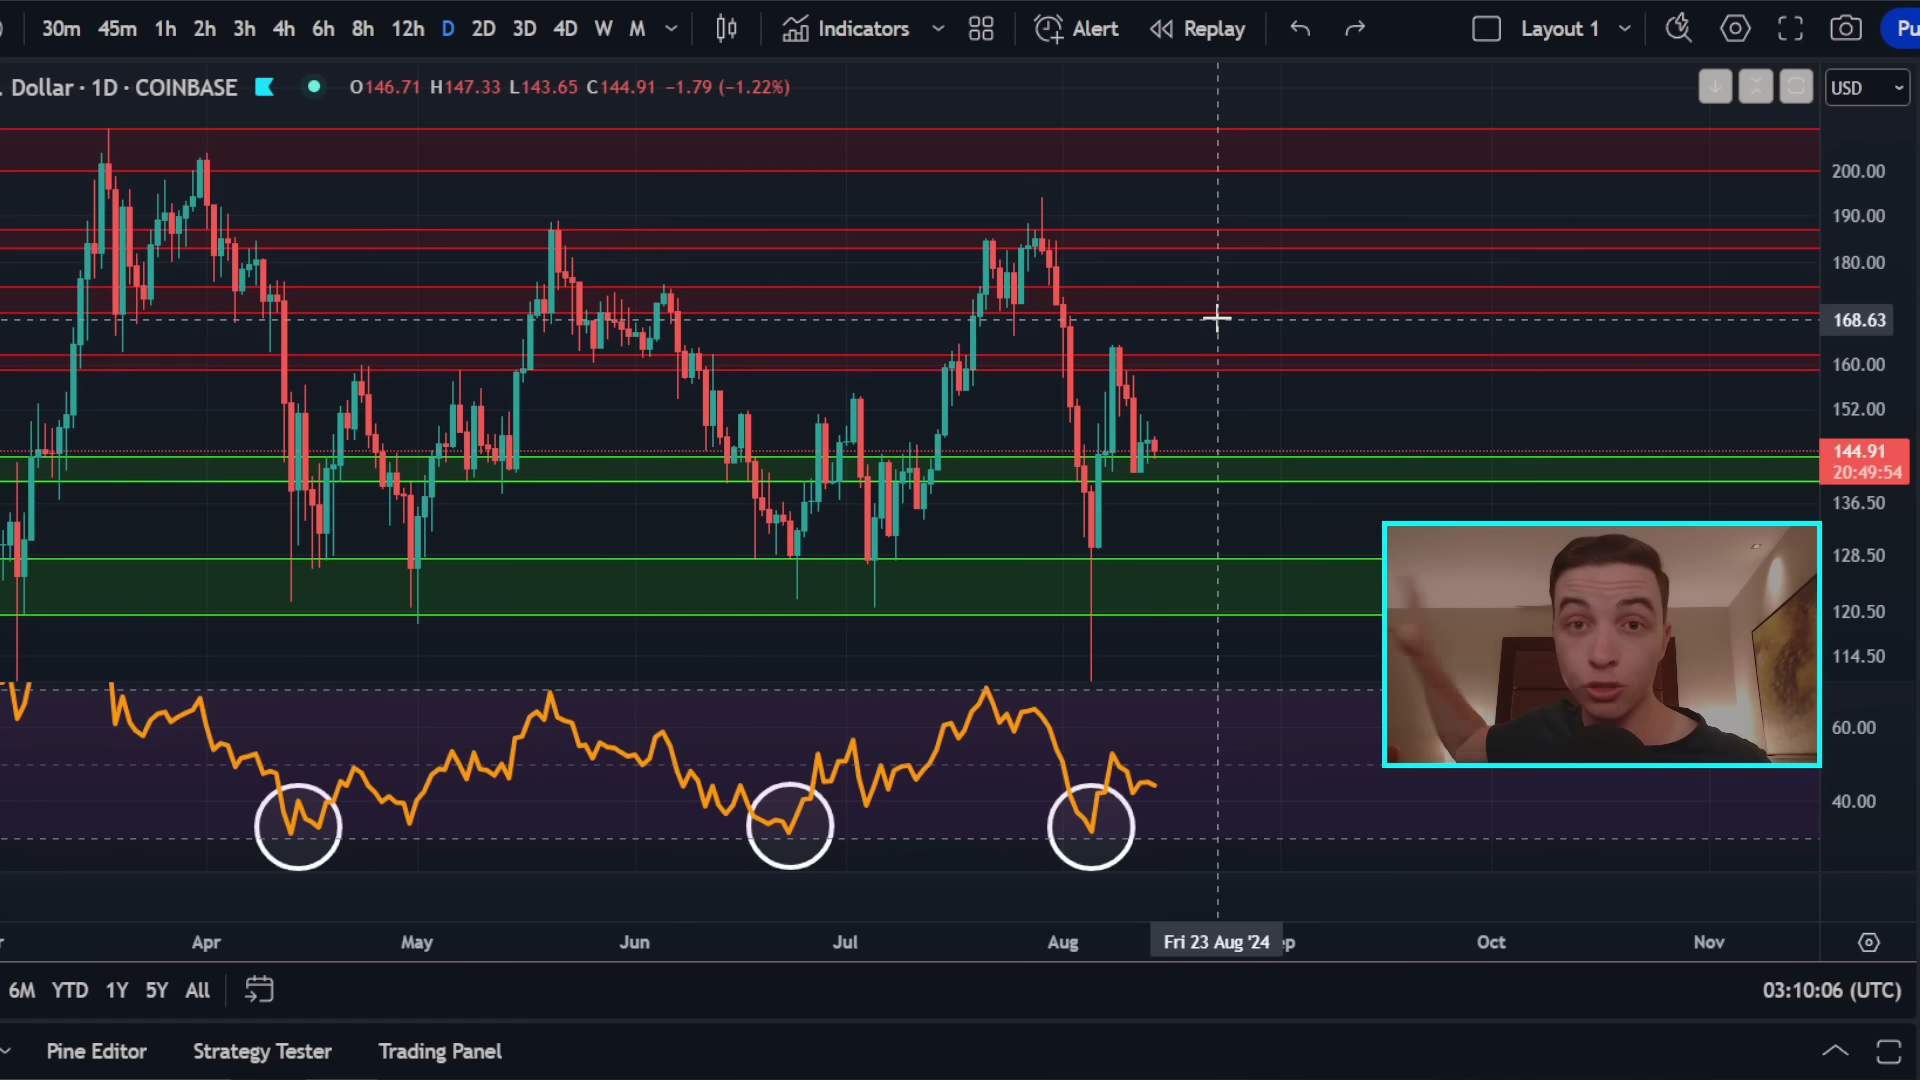 30m 45m 1h 2h 3h 4h 6h 8h 12h D 2D 3D 4D W M Indicators Alert Replay Layout 1 Pu
. Dollar · 1D · COINBASE O146.71 H147.33 L143.65 C144.91 −1.79 (−1.22%) USD
200.00
190.00
180.00
168.63
160.00
152.00
144.91
20:49:54
136.50
128.50
120.50
114.50
60.00
40.00
Apr May Jun Jul Aug Fri 23 Aug '24 ep Oct Nov
6M YTD 1Y 5Y All 03:10:06 (UTC)
Pine Editor Strategy Tester Trading Panel